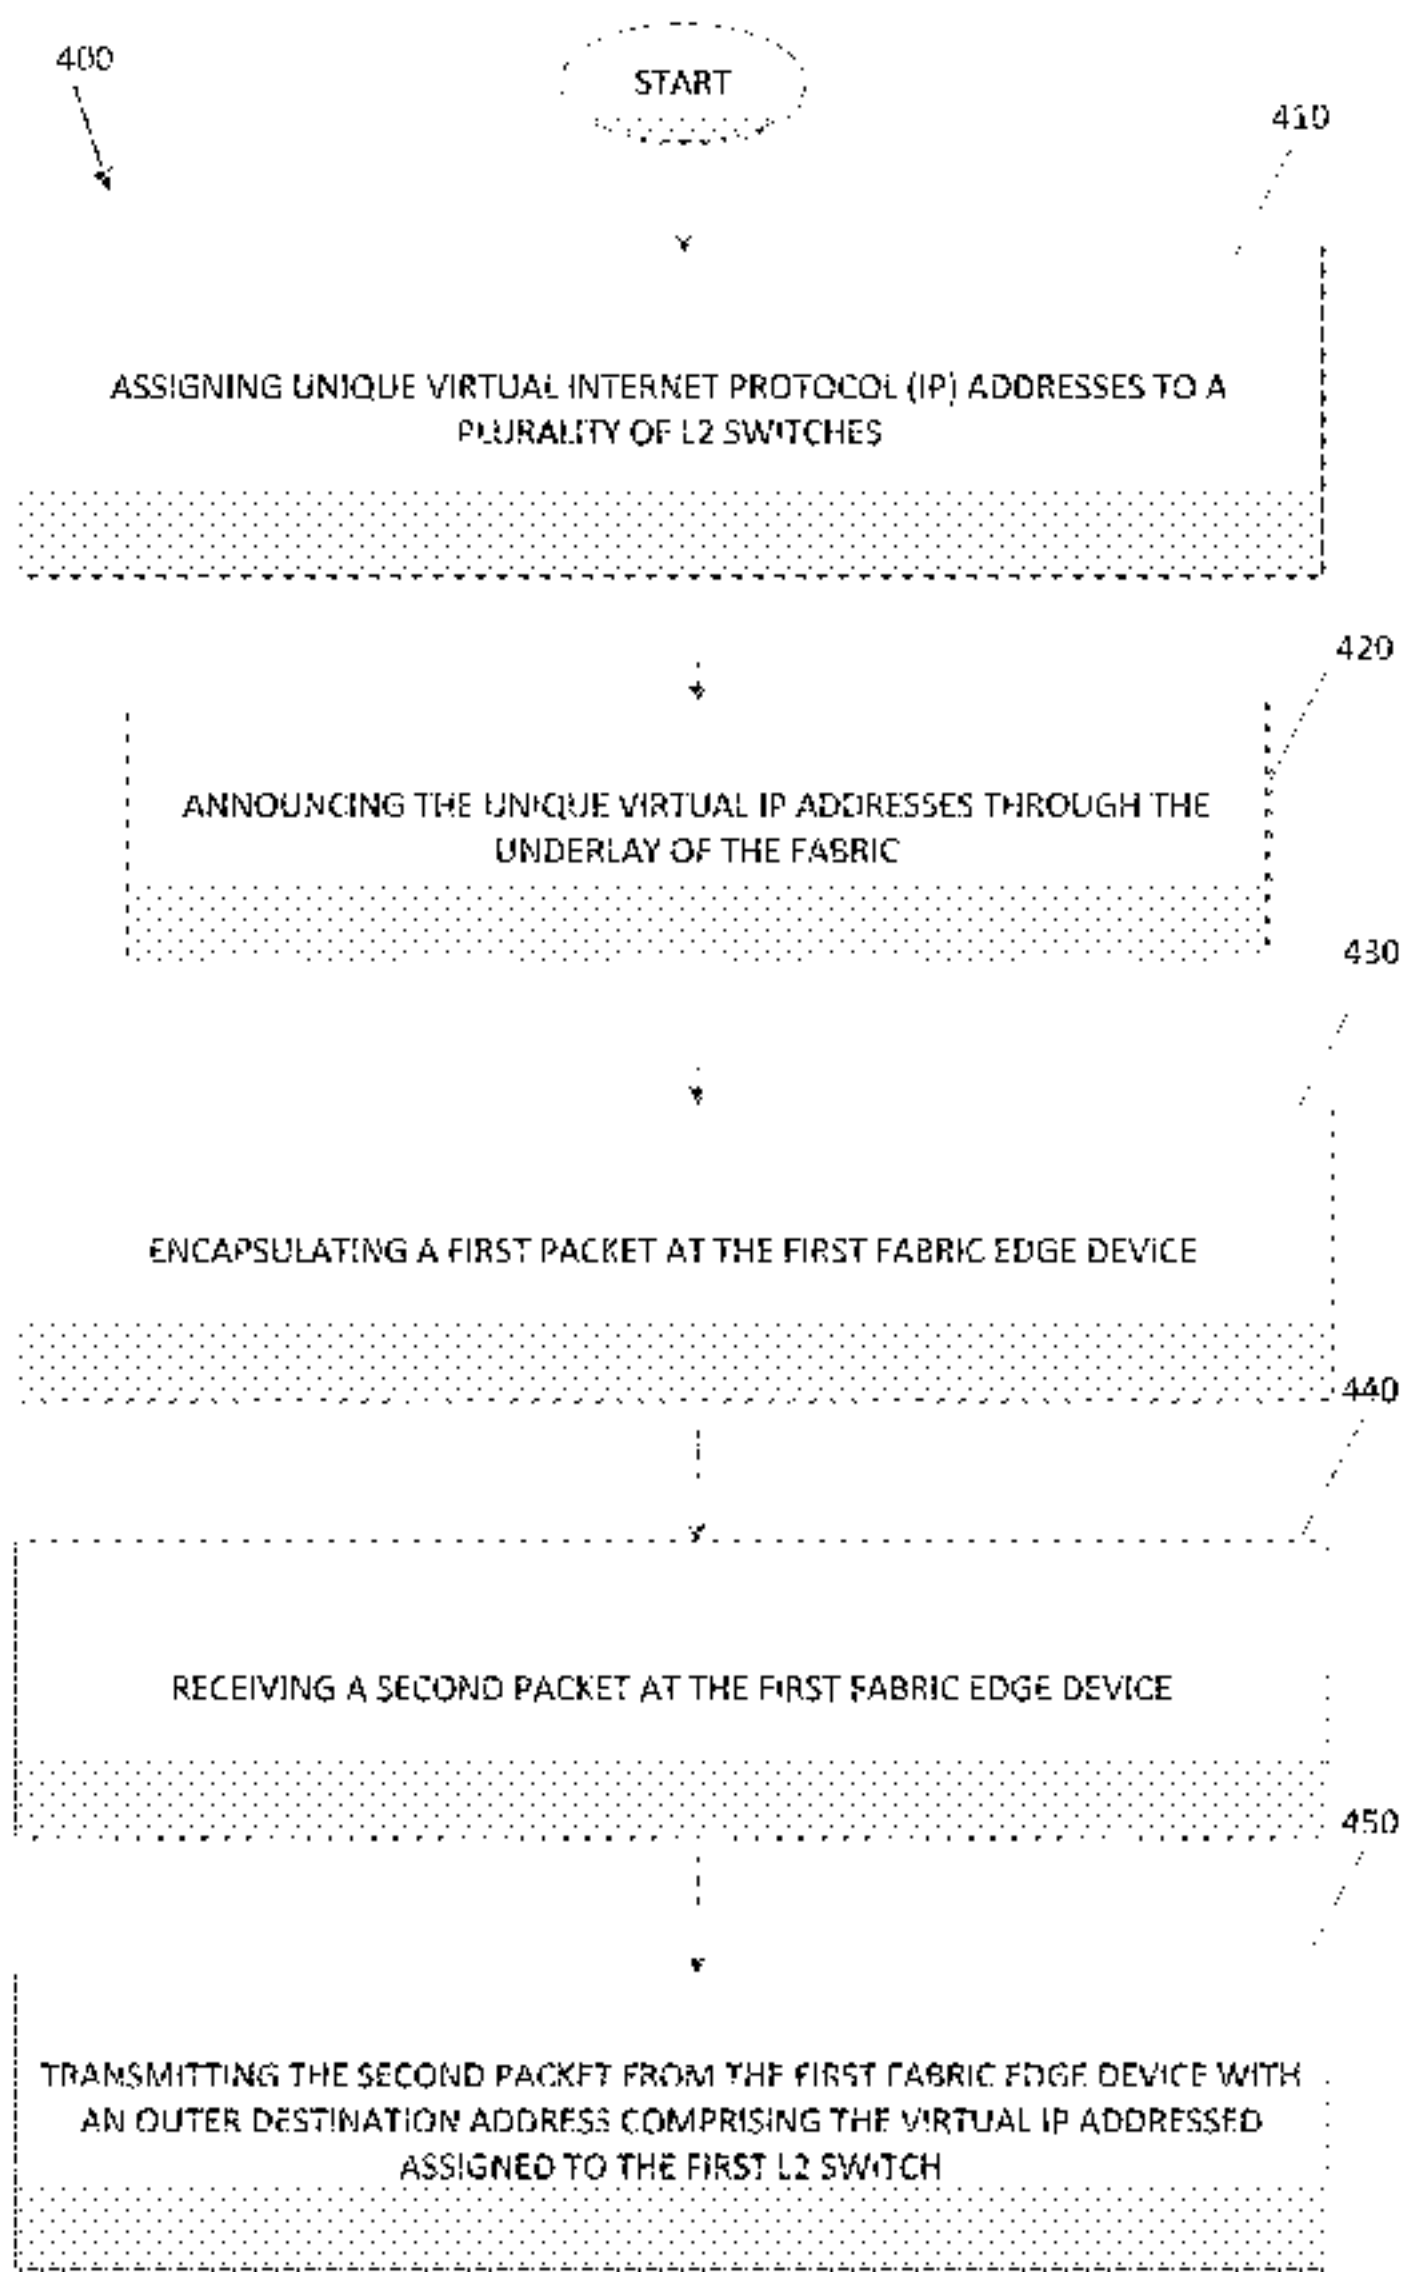 400
START
410
ASSIGNING UNIQUE VIRTUAL INTERNET PROTOCOL (IP) ADDRESSES TO A
PLURALITY OF L2 SWITCHES
420
ANNOUNCING THE UNIQUE VIRTUAL IP ADDRESSES THROUGH THE
UNDERLAY OF THE FABRIC
430
ENCAPSULATING A FIRST PACKET AT THE FIRST FABRIC EDGE DEVICE
440
RECEIVING A SECOND PACKET AT THE FIRST FABRIC EDGE DEVICE
450
TRANSMITTING THE SECOND PACKET FROM THE FIRST FABRIC EDGE DEVICE WITH
AN OUTER DESTINATION ADDRESS COMPRISING THE VIRTUAL IP ADDRESSED
ASSIGNED TO THE FIRST L2 SWITCH